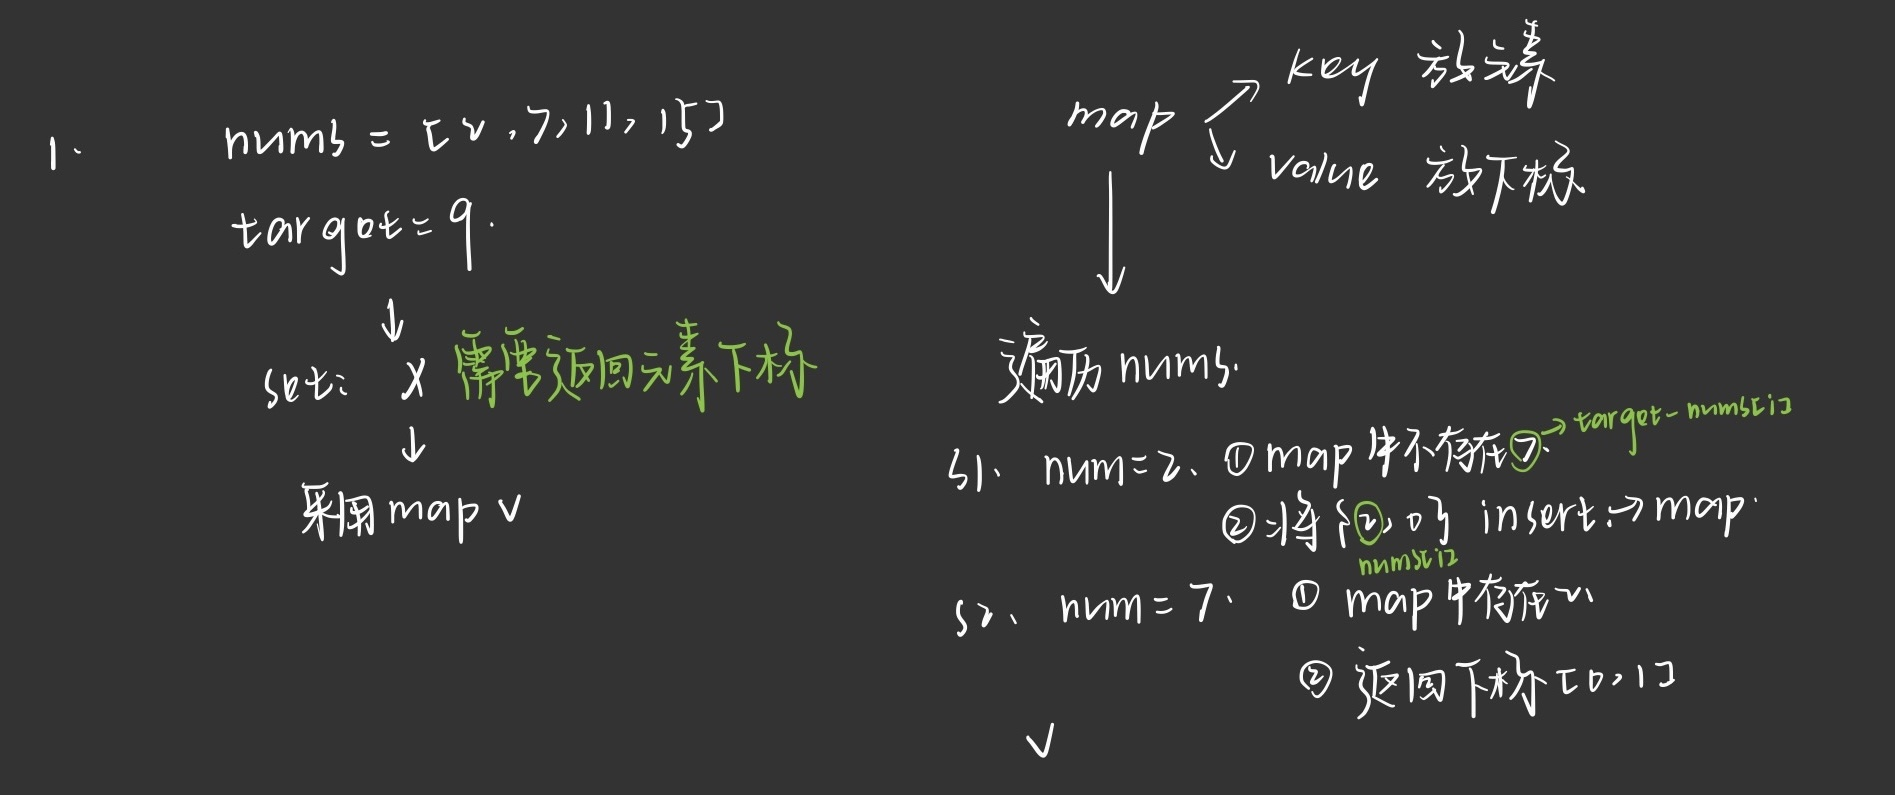 1.
nums = [2,7,11,15]
target = 9.
↓
set: X 需要返回元素下标
↓
采用 map √
map
↗ key 放元素
↘ value 放下标
↓
遍历 nums.
S1、 num=2、 ① map 中不存在 7. → target - nums[i]
② 将 {2, 0} insert → map.
nums[i]
S2、 num = 7. ① map 中存在 2、
② 返回下标 [0,1]
√